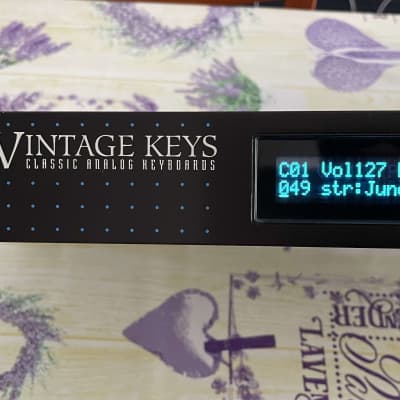 VINTAGE KEYS
CLASSIC ANALOG KEYBOARDS
C01 Vol127
049 str:Juno
LAVEN